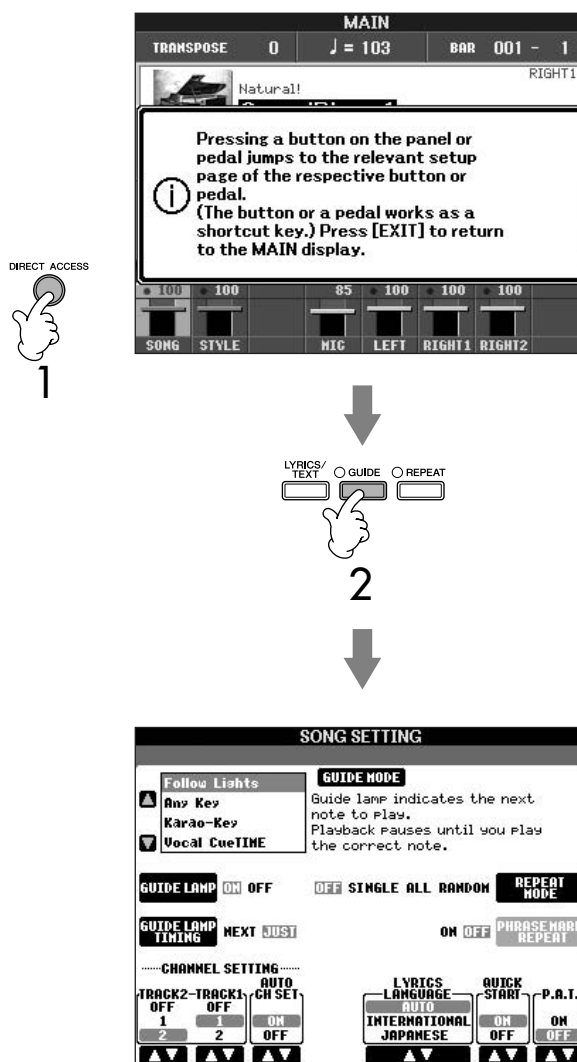 MAIN
TRANSPOSE 0 ♩= 103 BAR 001 - 1
RIGHT1
Natural!
Pressing a button on the panel or
pedal jumps to the relevant setup
page of the respective button or
pedal.
(The button or a pedal works as a
shortcut key.) Press [EXIT] to return
to the MAIN display.
DIRECT ACCESS
100 100 85 100 100 100
SONG STYLE MIC LEFT RIGHT1 RIGHT2
1
LYRICS/
TEXT GUIDE REPEAT
2
SONG SETTING
Follow Lights
Any Key
Karao-Key
Vocal CueTIME
GUIDE MODE
Guide lamp indicates the next
note to play.
Playback pauses until you play
the correct note.
GUIDE LAMP ON OFF
OFF SINGLE ALL RANDOM REPEAT
MODE
GUIDE LAMP
TIMING NEXT JUST
ON OFF PHRASE MARK
REPEAT
CHANNEL SETTING
TRACK2 TRACK1 AUTO
CH SET
LYRICS
LANGUAGE
QUICK
START
P.A.T.
OFF OFF AUTO
1 1 ON INTERNATIONAL ON ON
2 2 OFF JAPANESE OFF OFF